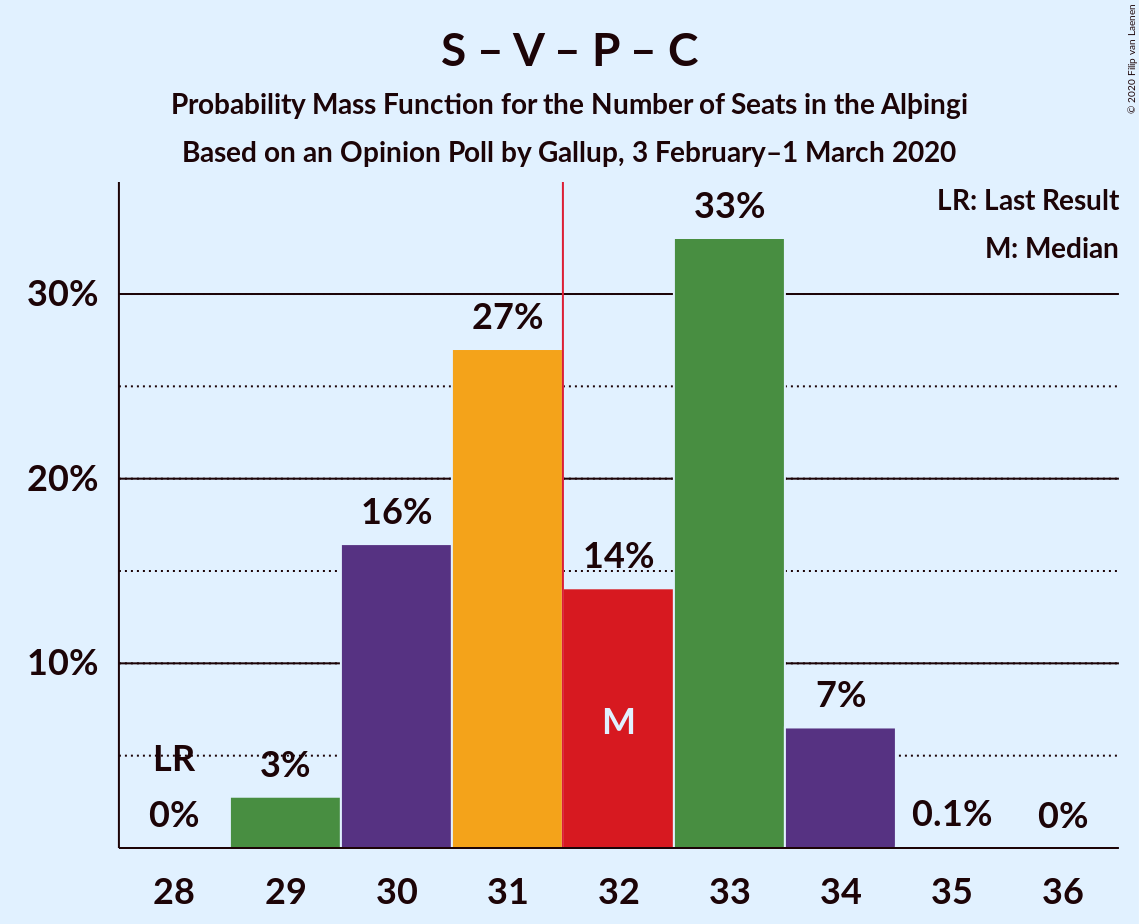 S – V – P – C
Probability Mass Function for the Number of Seats in the Alþingi
Based on an Opinion Poll by Gallup, 3 February–1 March 2020
© 2020 Filip van Laenen
LR: Last Result
M: Median
33%
30%
27%
20%
16%
14%
10%
7%
M
LR
3%
0%
0.1%
0%
28 29 30 31 32 33 34 35 36